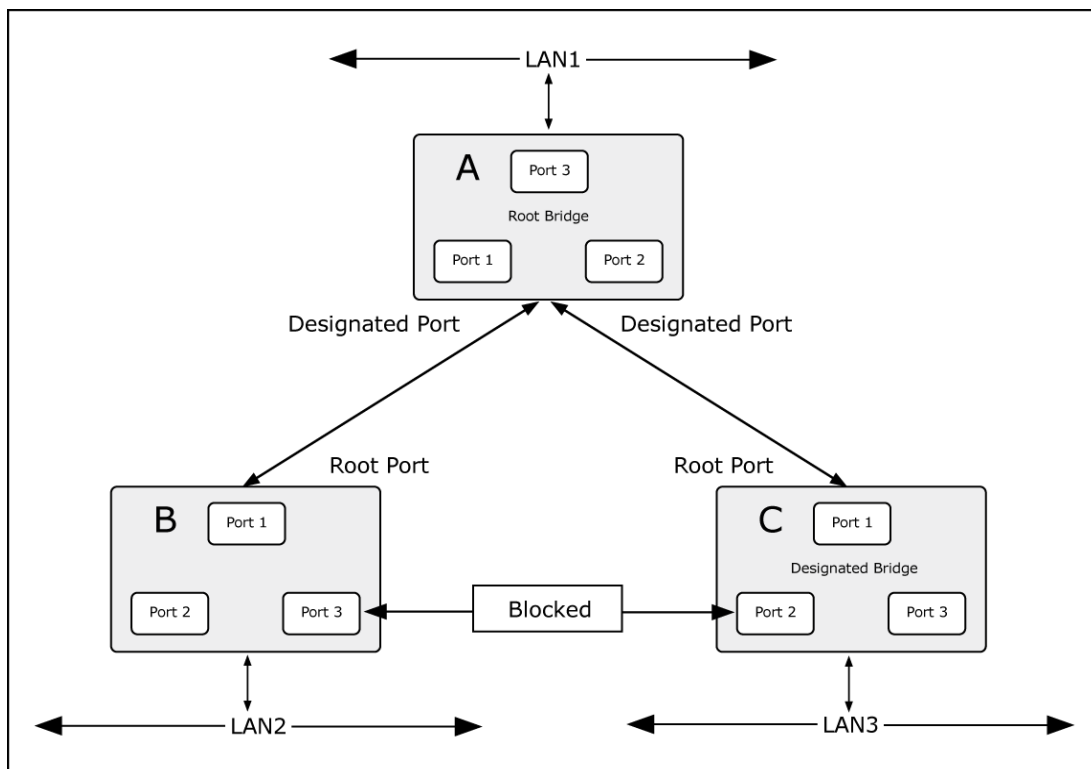 LAN1
A
Port 3
Root Bridge
Port 1
Port 2
Designated Port
Designated Port
Root Port
Root Port
B
Port 1
C
Port 1
Designated Bridge
Port 2
Port 3
Blocked
Port 2
Port 3
LAN2
LAN3